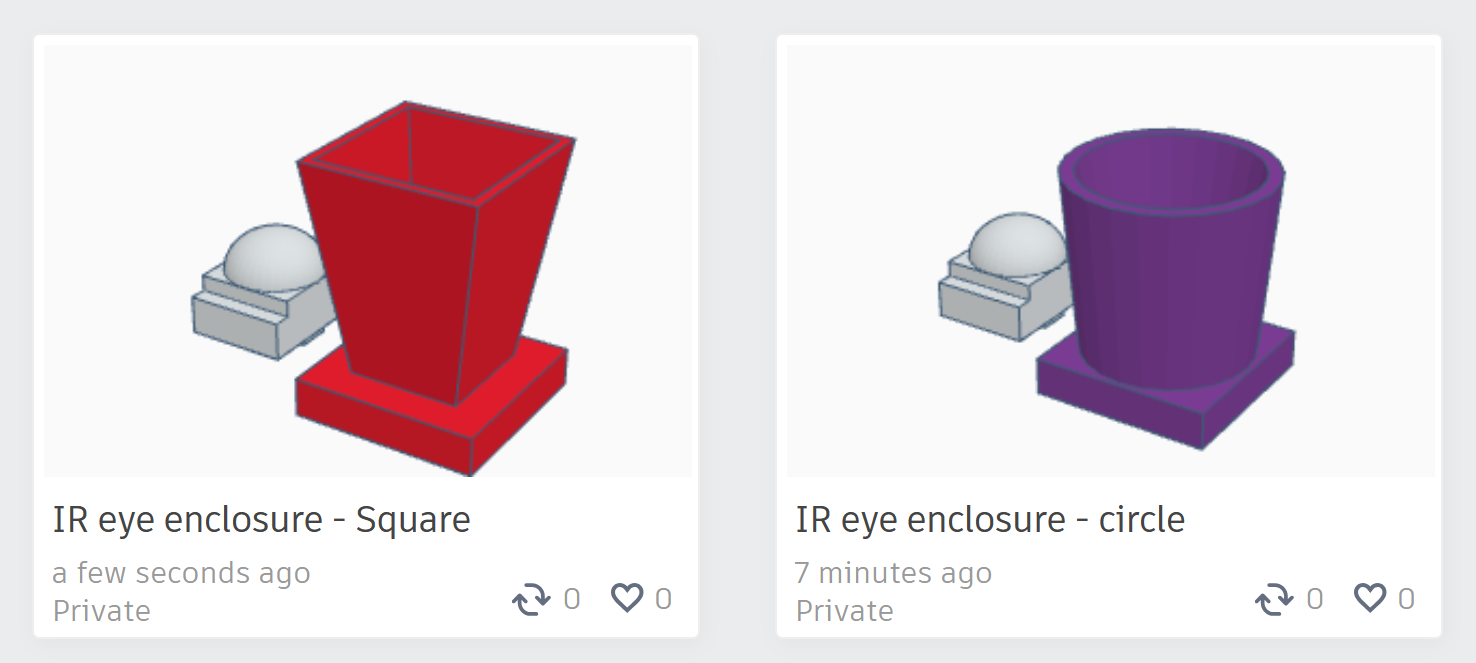 IR eye enclosure - Square
a few seconds ago
Private
0 0
IR eye enclosure - circle
7 minutes ago
Private
0 0